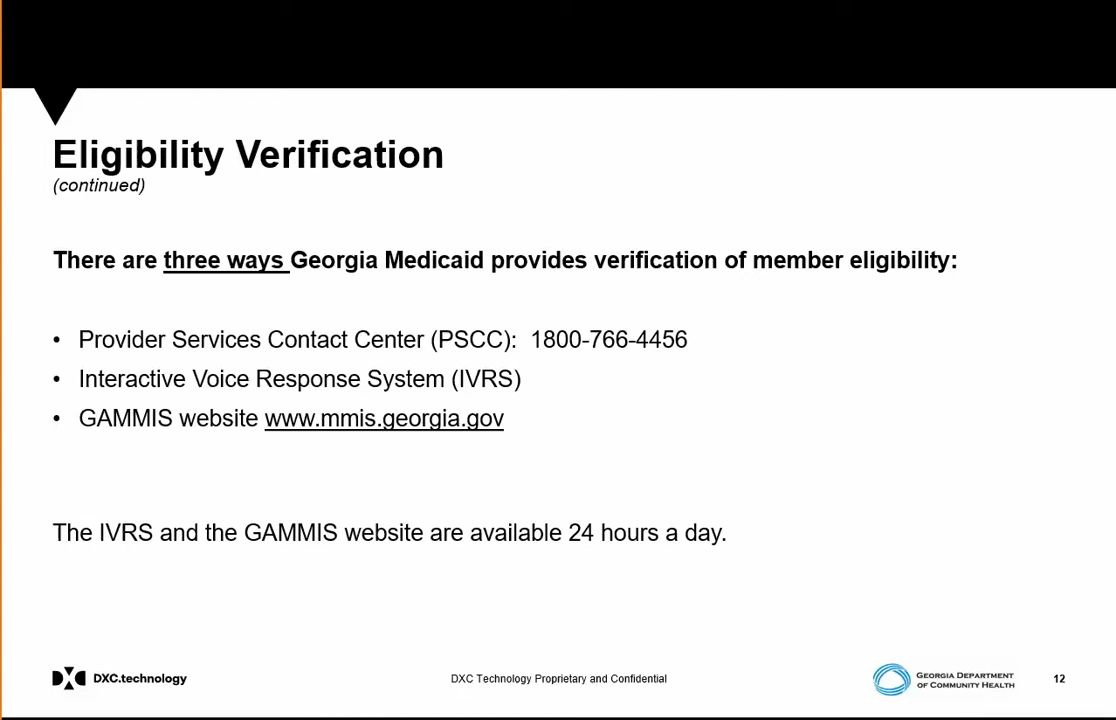 Eligibility Verification
(continued)
There are three ways Georgia Medicaid provides verification of member eligibility:
• Provider Services Contact Center (PSCC): 1800-766-4456
• Interactive Voice Response System (IVRS)
• GAMMIS website www.mmis.georgia.gov
The IVRS and the GAMMIS website are available 24 hours a day.
DXC.technology
DXC Technology Proprietary and Confidential
GEORGIA DEPARTMENT
OF COMMUNITY HEALTH
12